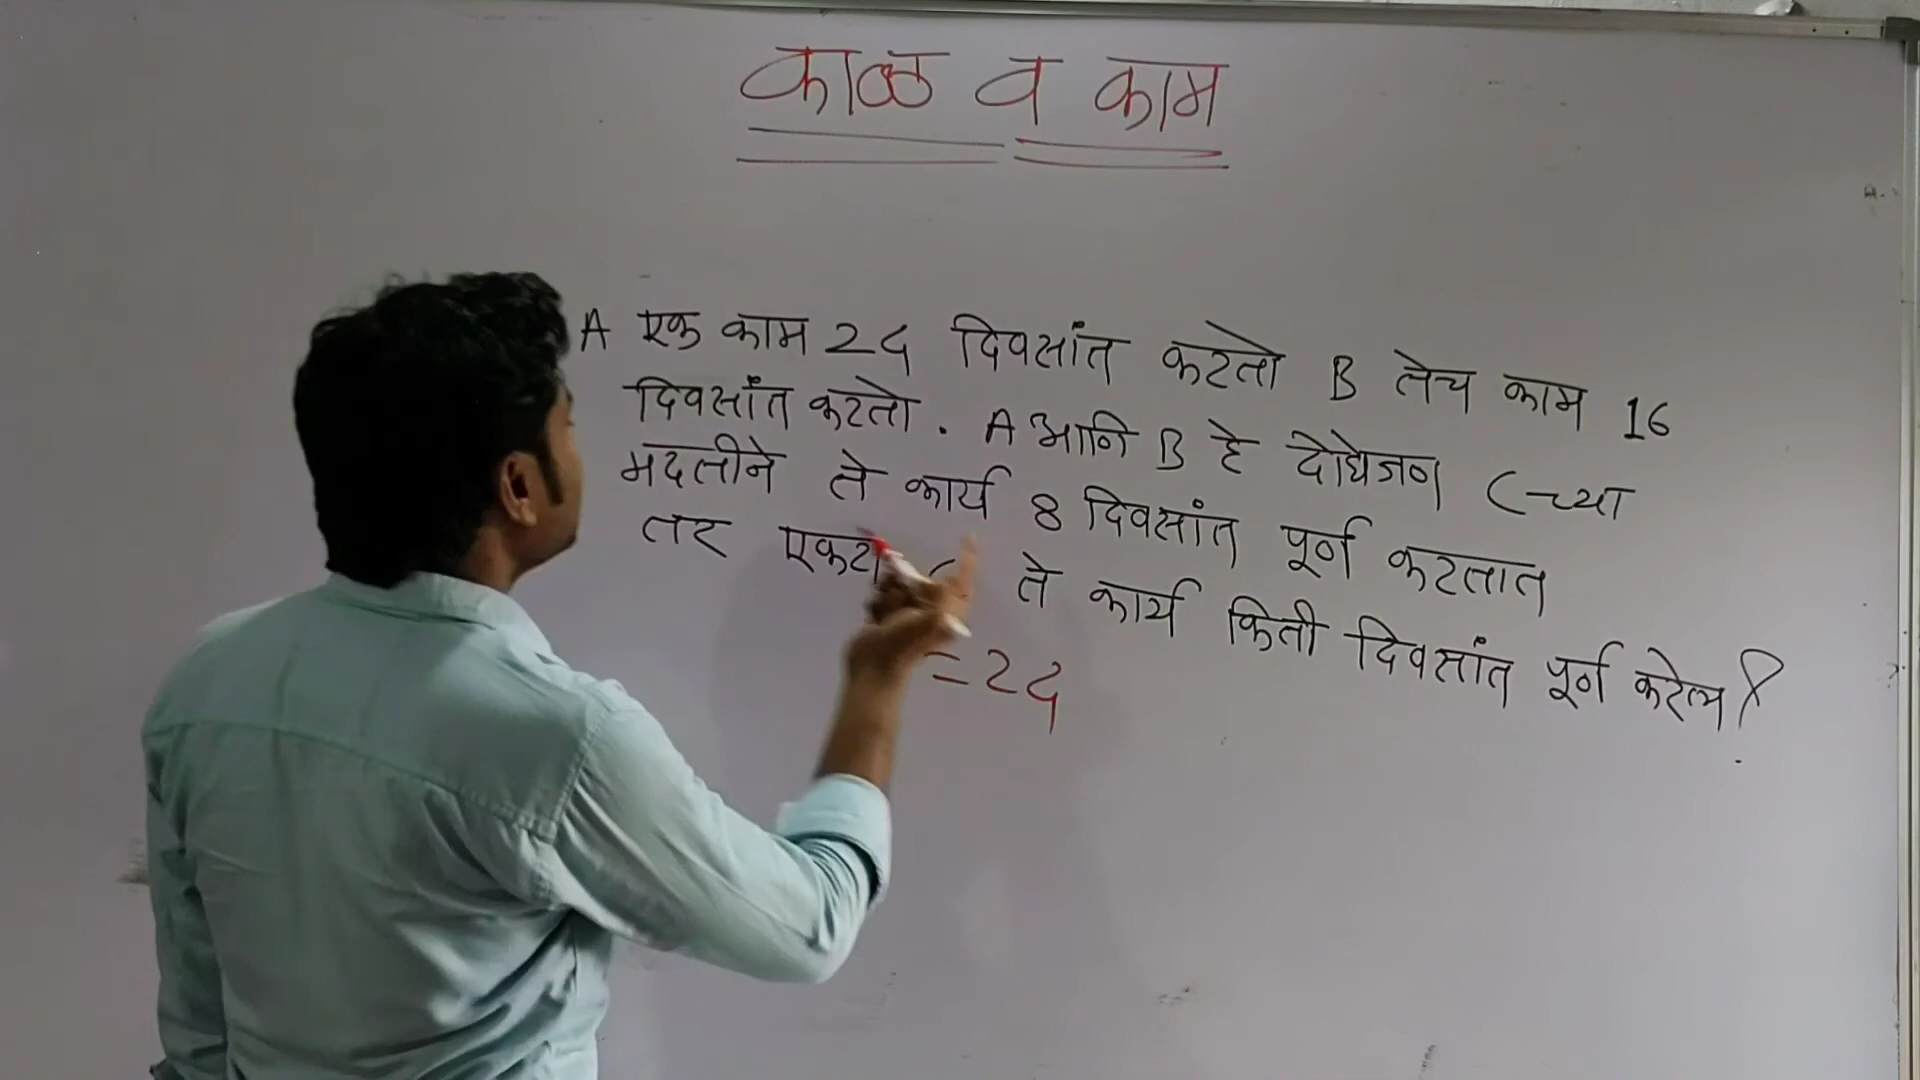 काळ व काम
A एक काम 24 दिवसांत करतो B तेच काम 16
दिवसांत करतो. A आणि B हे दोघेजण C च्या
मदतीने ते कार्य 8 दिवसांत पूर्ण करतात
तर एकटा C ते कार्य किती दिवसांत पूर्ण करेल?
= 24